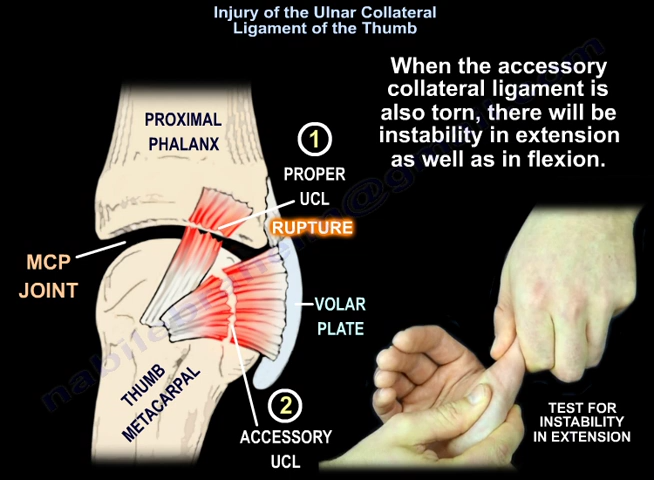 Injury of the Ulnar Collateral
Ligament of the Thumb
When the accessory
collateral ligament is
also torn, there will be
instability in extension
as well as in flexion.
PROXIMAL
PHALANX
1
PROPER
UCL
RUPTURE
MCP
JOINT
VOLAR
PLATE
THUMB
METACARPAL
2
ACCESSORY
UCL
TEST FOR
INSTABILITY
IN EXTENSION